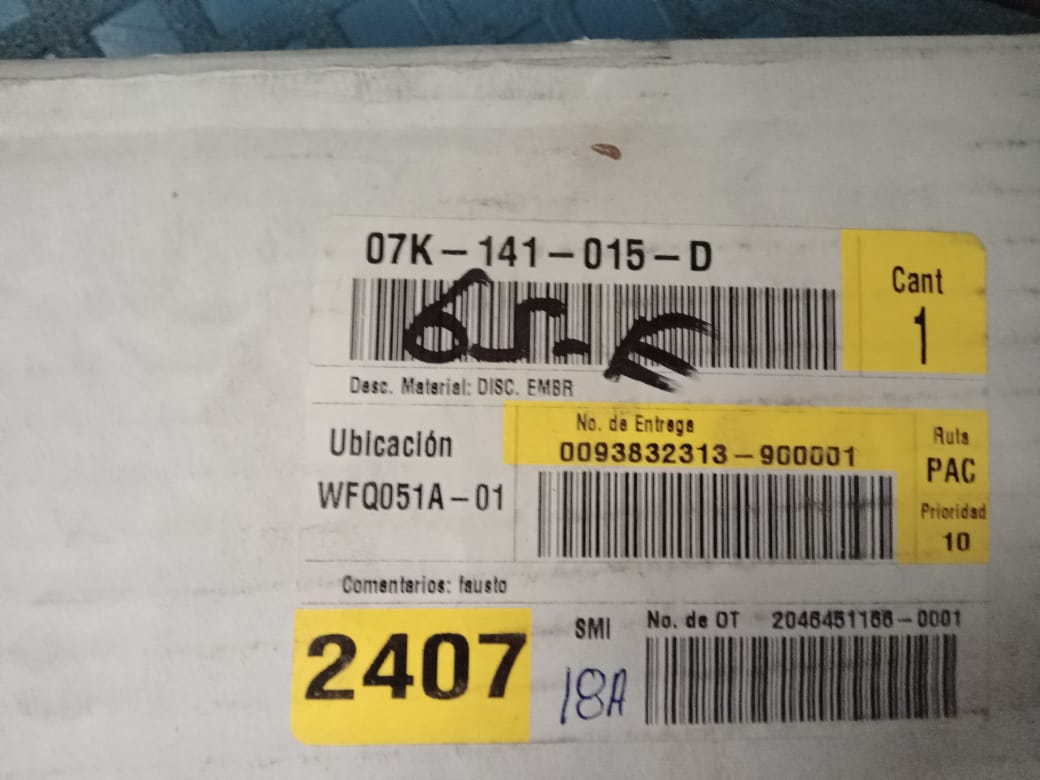 07K-141-015-D
Cant
1
65-F
Desc. Material: DISC. EMBR
Ubicación
WFQ051A-01
No. de Entrega
0093832313-900001
Ruta
PAC
Prioridad
10
Comentarios: fausto
2407
SMI
18A
No. de OT 2046451166-0001